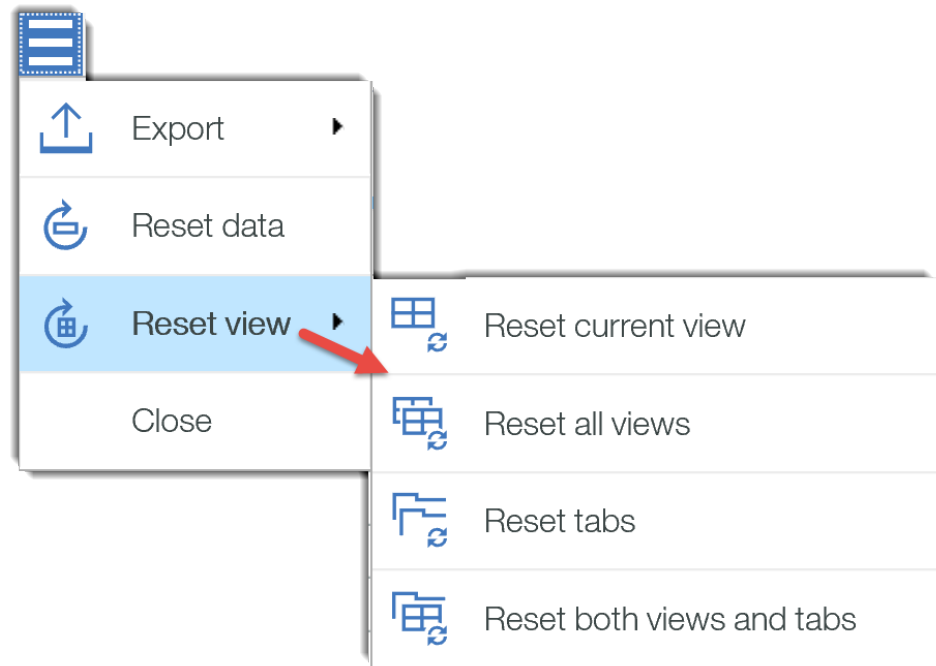 Export
Reset data
Reset view
Close
Reset current view
Reset all views
Reset tabs
Reset both views and tabs